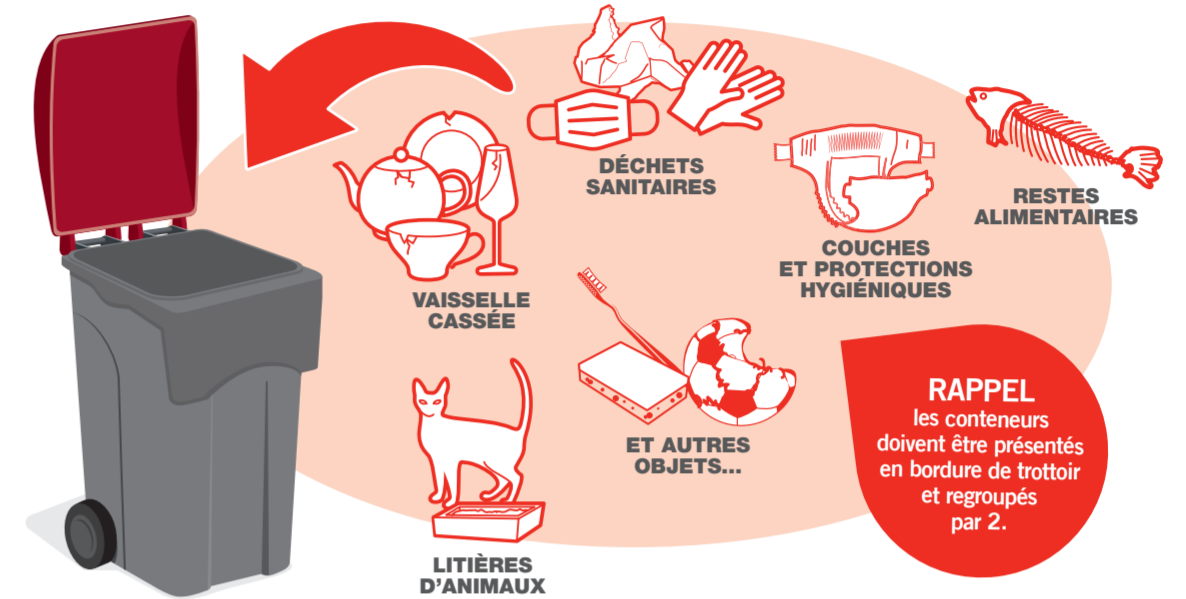 DÉCHETS
SANITAIRES
RESTES
ALIMENTAIRES
COUCHES
ET PROTECTIONS
HYGIÉNIQUES
VAISSELLE
CASSÉE
ET AUTRES
OBJETS...
LITIÈRES
D'ANIMAUX
RAPPEL
les conteneurs
doivent être présentés
en bordure de trottoir
et regroupés
par 2.